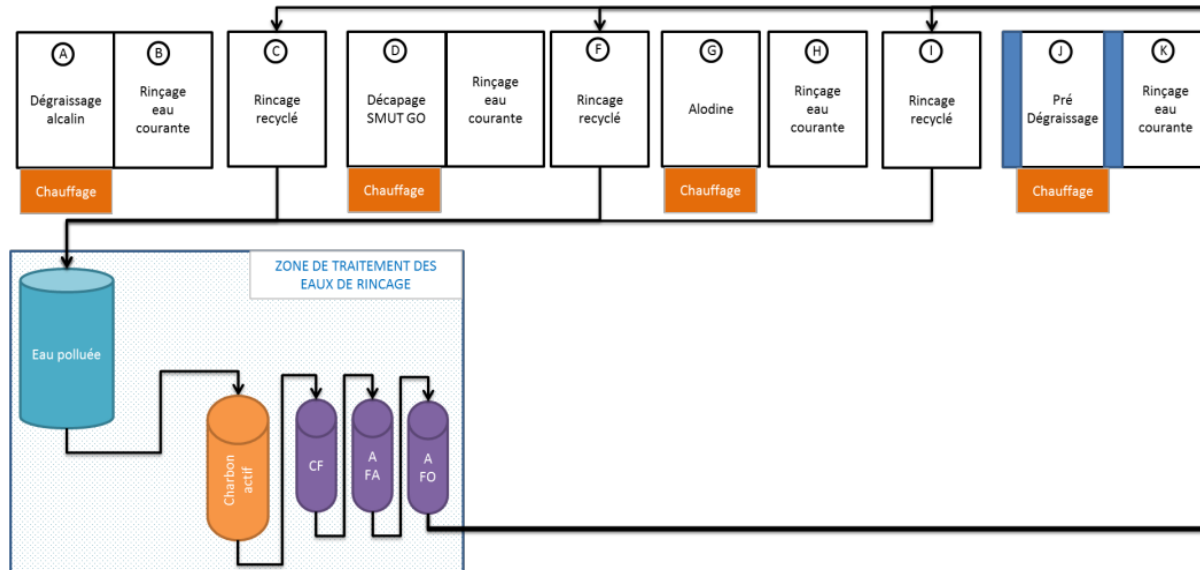 A
Dégraissage
alcalin
B
Rinçage
eau
courante
C
Rincage
recyclé
D
Décapage
SMUT GO
Rinçage
eau
courante
F
Rincage
recyclé
G
Alodine
H
Rinçage
eau
courante
I
Rincage
recyclé
J
Pré
Dégraissage
K
Rinçage
eau
courante
Chauffage
Chauffage
Chauffage
Chauffage
ZONE DE TRAITEMENT DES
EAUX DE RINCAGE
Eau polluée
Charbon
actif
CF
A
FA
A
FO